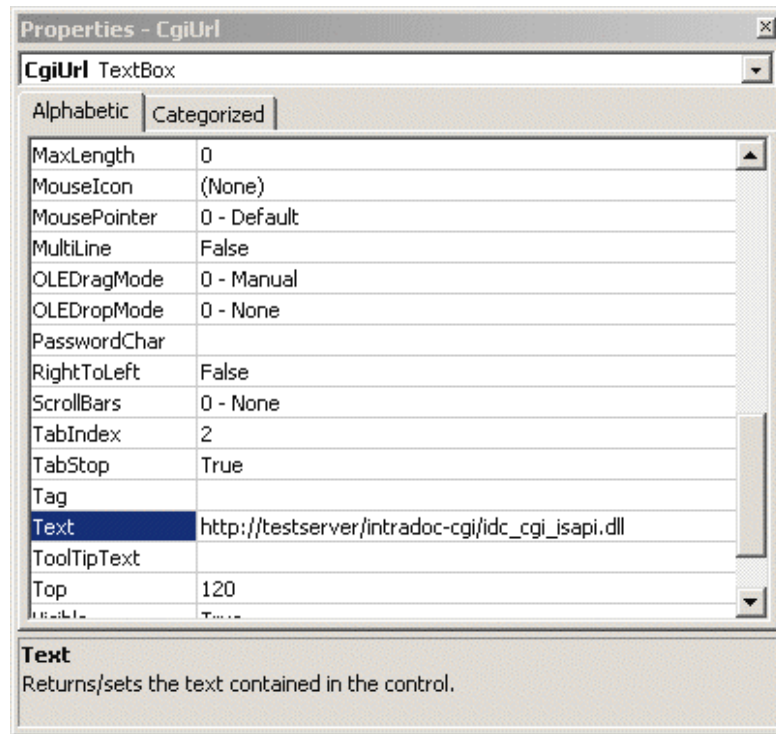 Properties - CgiUrl
CgiUrl TextBox
Alphabetic Categorized
MaxLength 0
MouseIcon (None)
MousePointer 0 - Default
MultiLine False
OLEDragMode 0 - Manual
OLEDropMode 0 - None
PasswordChar
RightToLeft False
ScrollBars 0 - None
TabIndex 2
TabStop True
Tag
Text http://testserver/intradoc-cgi/idc_cgi_isapi.dll
ToolTipText
Top 120
Visible True
Text
Returns/sets the text contained in the control.